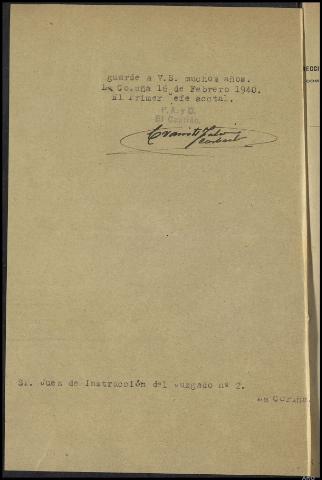 guarde a V.S. muchos años.
La Coruña 16 de Febrero 1940.
El Primer Jefe acctal.
P. A. y O.
El Capitán.
Sr. Juez de Instrucción del Juzgado nº 2.
La Coruña.